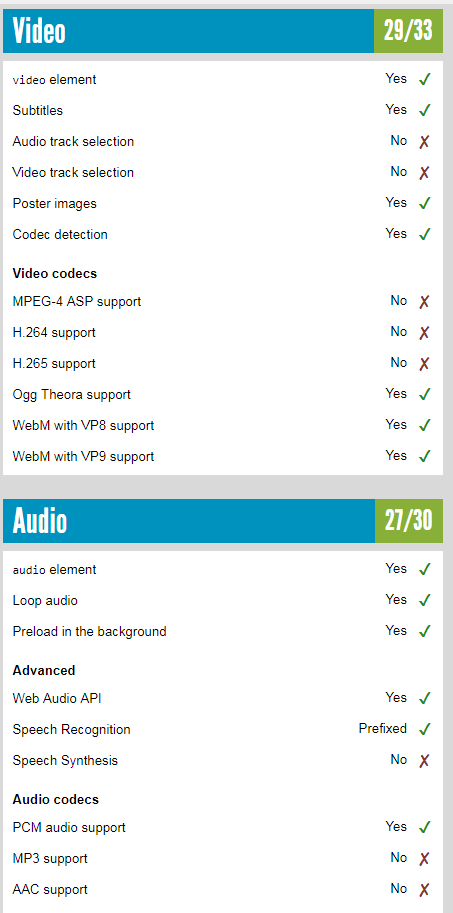 Video 29/33
video element Yes ✓
Subtitles Yes ✓
Audio track selection No ✗
Video track selection No ✗
Poster images Yes ✓
Codec detection Yes ✓
Video codecs
MPEG-4 ASP support No ✗
H.264 support No ✗
H.265 support No ✗
Ogg Theora support Yes ✓
WebM with VP8 support Yes ✓
WebM with VP9 support Yes ✓
Audio 27/30
audio element Yes ✓
Loop audio Yes ✓
Preload in the background Yes ✓
Advanced
Web Audio API Yes ✓
Speech Recognition Prefixed ✓
Speech Synthesis No ✗
Audio codecs
PCM audio support Yes ✓
MP3 support No ✗
AAC support No ✗